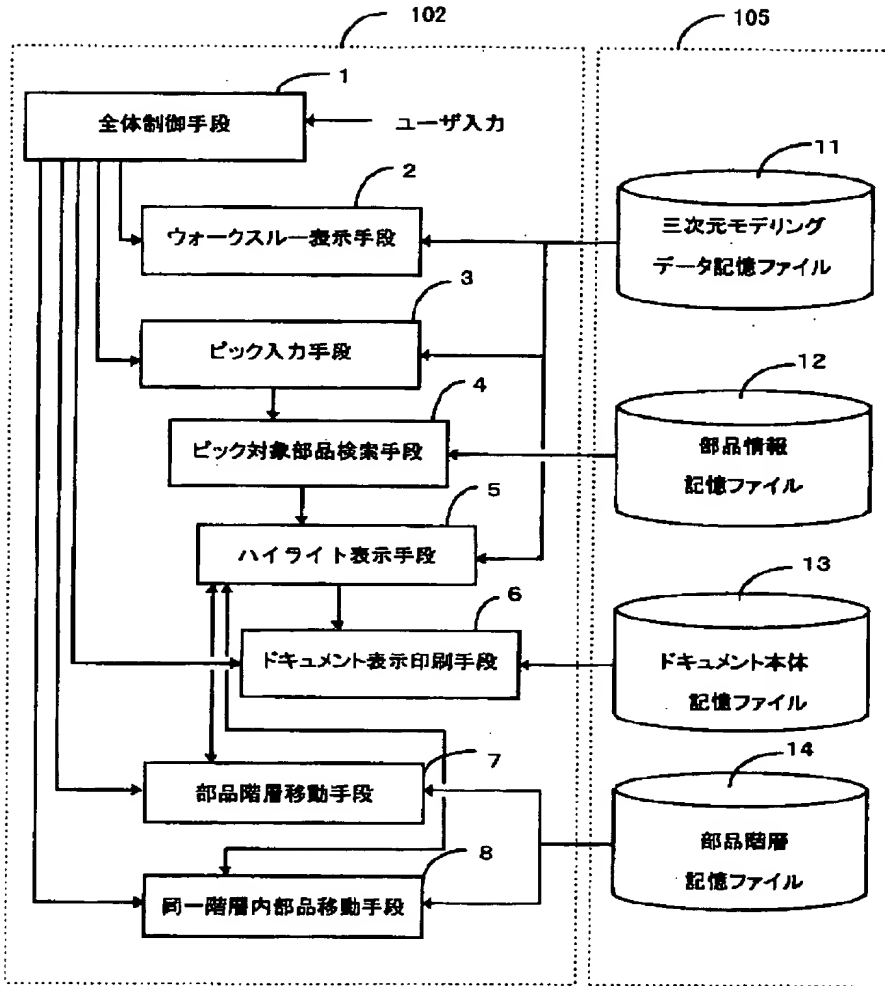 102
105
1
全体制御手段
ユーザ入力
2
ウォークスルー表示手段
11
三次元モデリング
データ記憶ファイル
3
ピック入力手段
4
ピック対象部品検索手段
12
部品情報
記憶ファイル
5
ハイライト表示手段
6
ドキュメント表示印刷手段
13
ドキュメント本体
記憶ファイル
7
部品階層移動手段
14
部品階層
記憶ファイル
8
同一階層内部品移動手段